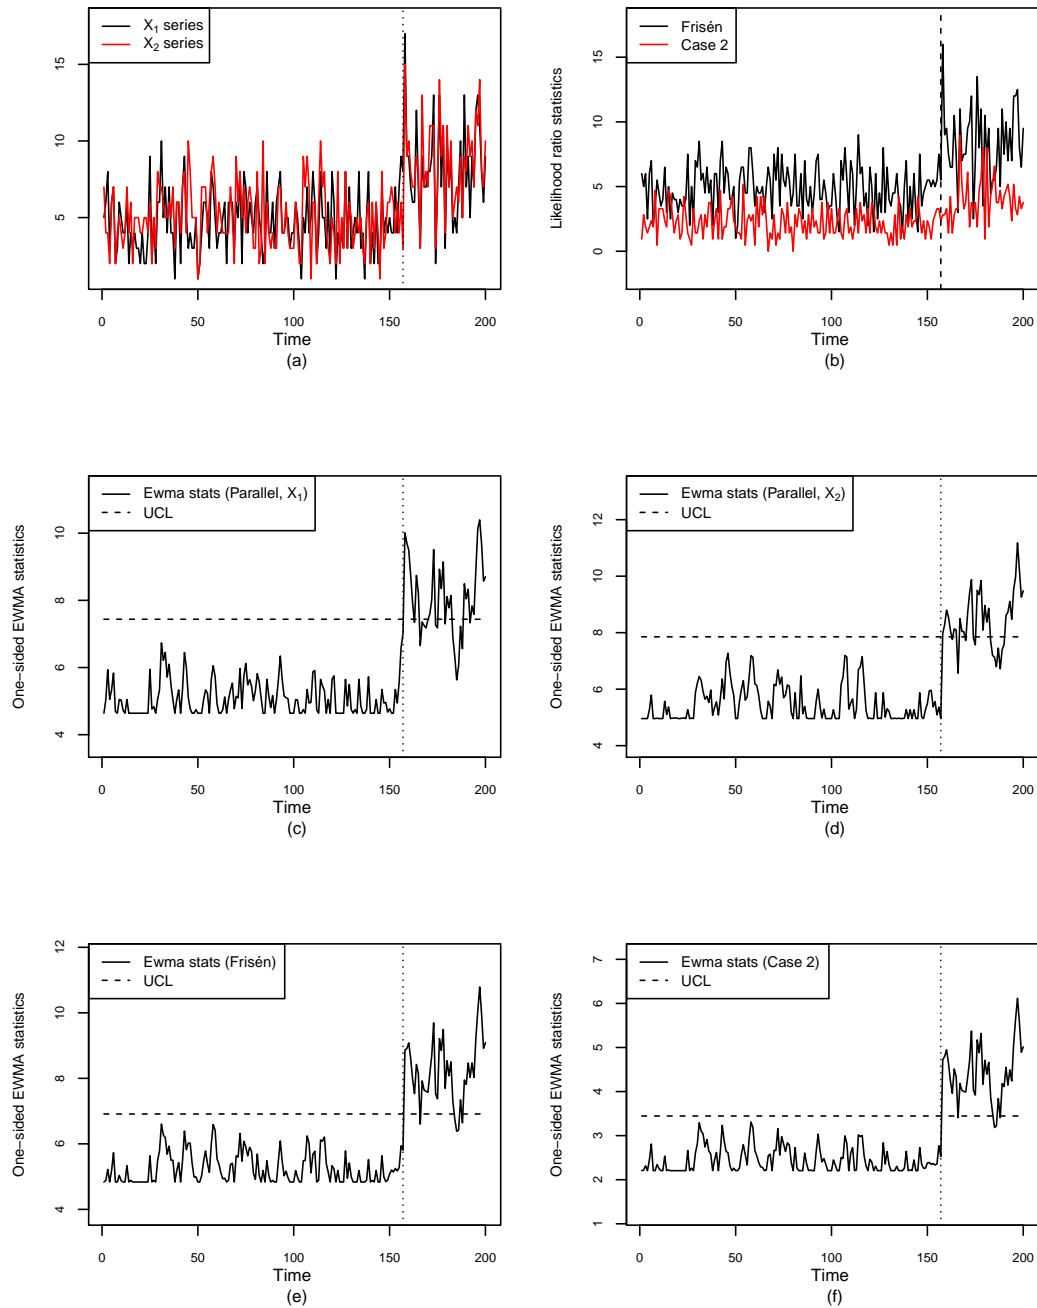 X1 series
X2 series
5
10
15
0
50
100
150
200
Time
(a)
Frisén
Case 2
Likelihood ratio statistics
0
5
10
15
0
50
100
150
200
Time
(b)
Ewma stats (Parallel, X1)
UCL
One−sided EWMA statistics
4
6
8
10
0
50
100
150
200
Time
(c)
Ewma stats (Parallel, X2)
UCL
One−sided EWMA statistics
4
6
8
10
12
0
50
100
150
200
Time
(d)
Ewma stats (Frisén)
UCL
One−sided EWMA statistics
4
6
8
10
12
0
50
100
150
200
Time
(e)
Ewma stats (Case 2)
UCL
One−sided EWMA statistics
1
2
3
4
5
6
7
0
50
100
150
200
Time
(f)